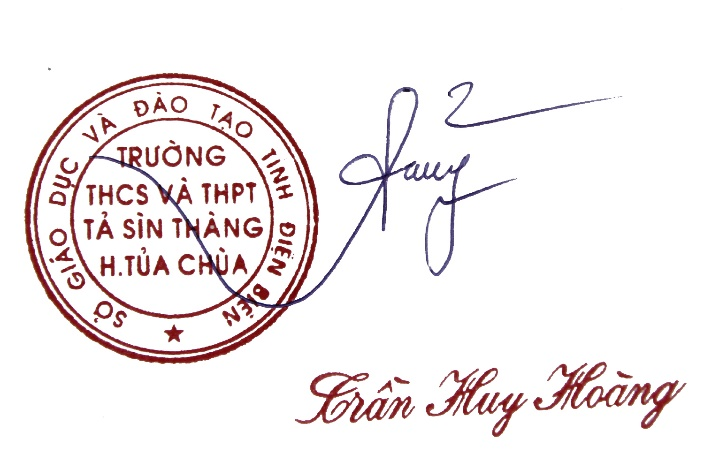 SỞ GIÁO DỤC VÀ ĐÀO TẠO TỈNH ĐIỆN BIÊN
TRƯỜNG
THCS VÀ THPT
TẢ SÌN THÀNG
H.TỦA CHÙA
Trần Huy Hoàng